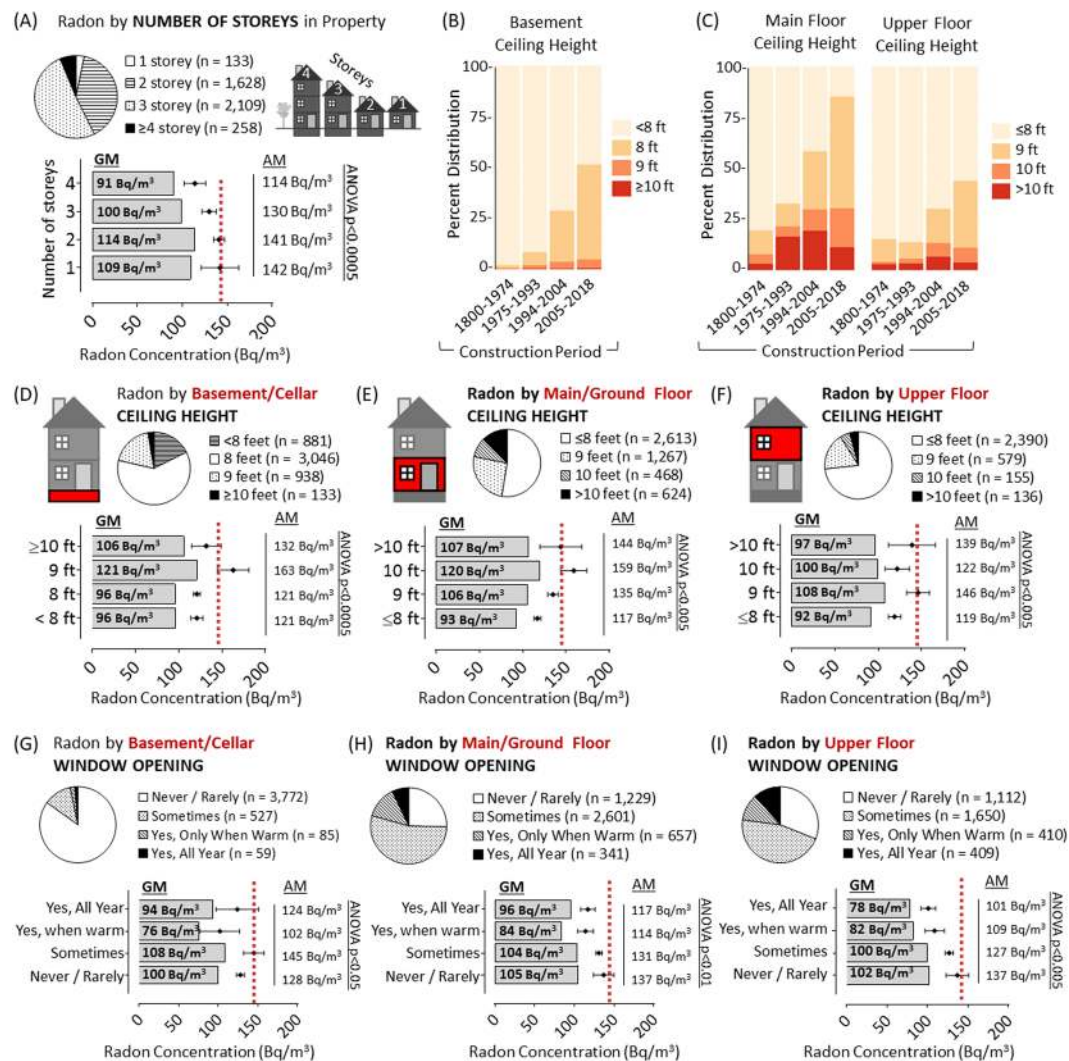 (A) Radon by NUMBER OF STOREYS in Property
1 storey (n = 133)
2 storey (n = 1,628)
3 storey (n = 2,109)
≥4 storey (n = 258)
Storeys
4
3
2
1
GM
AM
4
91 Bq/m³
114 Bq/m³
3
100 Bq/m³
130 Bq/m³
2
114 Bq/m³
141 Bq/m³
1
109 Bq/m³
142 Bq/m³
ANOVA p<0.0005
Number of storeys
0 50 100 150 200
Radon Concentration (Bq/m³)
(B) Basement
Ceiling Height
Percent Distribution
100
75
50
25
0
<8 ft
8 ft
9 ft
≥10 ft
1800-1974
1975-1993
1994-2004
2005-2018
Construction Period
(C) Main Floor
Ceiling Height
Upper Floor
Ceiling Height
Percent Distribution
100
75
50
25
0
≤8 ft
9 ft
10 ft
>10 ft
1800-1974
1975-1993
1994-2004
2005-2018
1800-1974
1975-1993
1994-2004
2005-2018
Construction Period
(D) Radon by Basement/Cellar
CEILING HEIGHT
<8 feet (n = 881)
8 feet (n = 3,046)
9 feet (n = 938)
≥10 feet (n = 133)
GM
AM
≥10 ft
106 Bq/m³
132 Bq/m³
9 ft
121 Bq/m³
163 Bq/m³
8 ft
96 Bq/m³
121 Bq/m³
< 8 ft
96 Bq/m³
121 Bq/m³
ANOVA p<0.0005
0 50 100 150 200
Radon Concentration (Bq/m³)
(E) Radon by Main/Ground Floor
CEILING HEIGHT
≤8 feet (n = 2,613)
9 feet (n = 1,267)
10 feet (n = 468)
>10 feet (n = 624)
GM
AM
>10 ft
107 Bq/m³
144 Bq/m³
10 ft
120 Bq/m³
159 Bq/m³
9 ft
106 Bq/m³
135 Bq/m³
≤8 ft
93 Bq/m³
117 Bq/m³
ANOVA p<0.005
0 50 100 150 200
Radon Concentration (Bq/m³)
(F) Radon by Upper Floor
CEILING HEIGHT
≤8 feet (n = 2,390)
9 feet (n = 579)
10 feet (n = 155)
>10 feet (n = 136)
GM
AM
>10 ft
97 Bq/m³
139 Bq/m³
10 ft
100 Bq/m³
122 Bq/m³
9 ft
108 Bq/m³
146 Bq/m³
≤8 ft
92 Bq/m³
119 Bq/m³
ANOVA p<0.005
0 50 100 150 200
Radon Concentration (Bq/m³)
(G) Radon by Basement/Cellar
WINDOW OPENING
Never / Rarely (n = 3,772)
Sometimes (n = 527)
Yes, Only When Warm (n = 85)
Yes, All Year (n = 59)
GM
AM
Yes, All Year
94 Bq/m³
124 Bq/m³
Yes, when warm
76 Bq/m³
102 Bq/m³
Sometimes
108 Bq/m³
145 Bq/m³
Never / Rarely
100 Bq/m³
128 Bq/m³
ANOVA p<0.05
0 50 100 150 200
Radon Concentration (Bq/m³)
(H) Radon by Main/Ground Floor
WINDOW OPENING
Never / Rarely (n = 1,229)
Sometimes (n = 2,601)
Yes, Only When Warm (n = 657)
Yes, All Year (n = 341)
GM
AM
Yes, All Year
96 Bq/m³
117 Bq/m³
Yes, when warm
84 Bq/m³
114 Bq/m³
Sometimes
104 Bq/m³
131 Bq/m³
Never / Rarely
105 Bq/m³
137 Bq/m³
ANOVA p<0.01
0 50 100 150 200
Radon Concentration (Bq/m³)
(I) Radon by Upper Floor
WINDOW OPENING
Never / Rarely (n = 1,112)
Sometimes (n = 1,650)
Yes, Only When Warm (n = 410)
Yes, All Year (n = 409)
GM
AM
Yes, All Year
78 Bq/m³
101 Bq/m³
Yes, when warm
82 Bq/m³
109 Bq/m³
Sometimes
100 Bq/m³
127 Bq/m³
Never / Rarely
102 Bq/m³
137 Bq/m³
ANOVA p<0.005
0 50 100 150 200
Radon Concentration (Bq/m³)